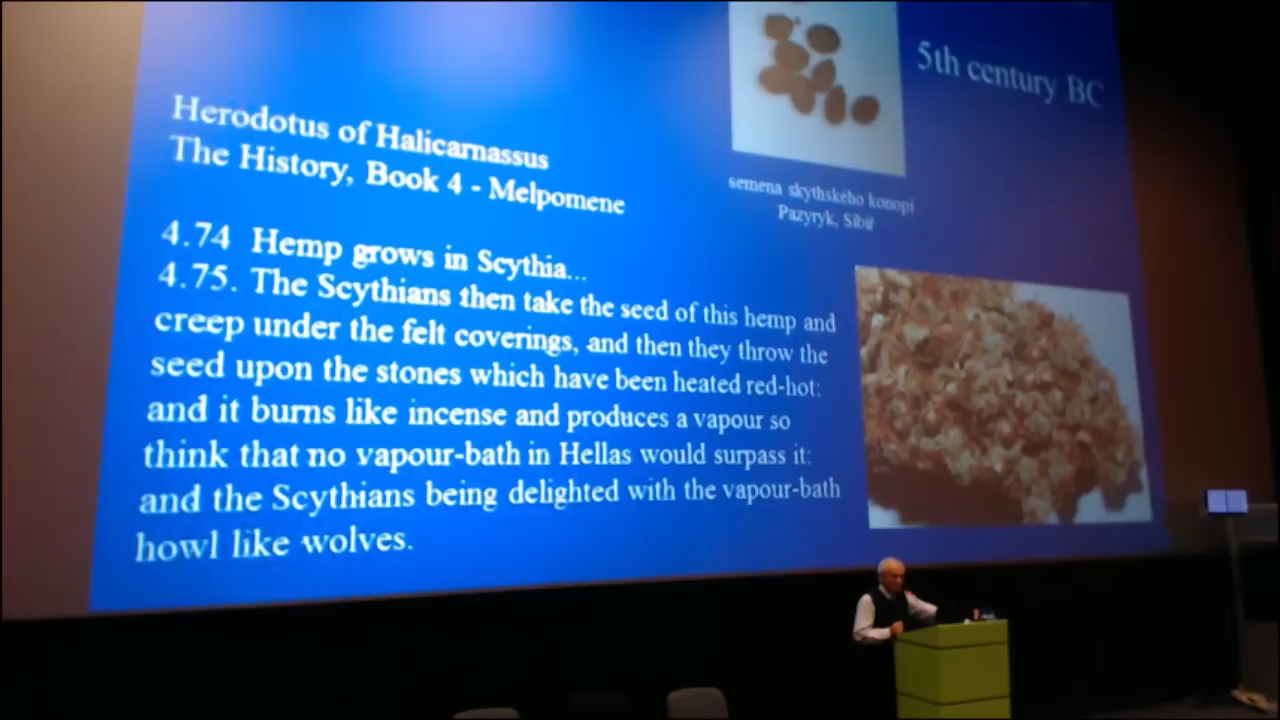 Herodotus of Halicarnassus
The History, Book 4 - Melpomene
4.74 Hemp grows in Scythia...
4.75. The Scythians then take the seed of this hemp and
creep under the felt coverings, and then they throw the
seed upon the stones which have been heated red-hot:
and it burns like incense and produces a vapour so
think that no vapour-bath in Hellas would surpass it:
and the Scythians being delighted with the vapour-bath
howl like wolves.
5th century BC
semena skythského konopí
Pazyryk, Sibiř